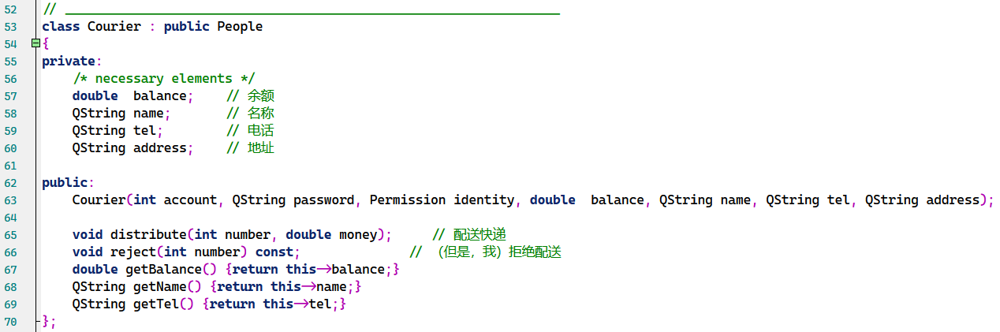 52 // __________________________________________________________________
53 class Courier : public People
54 {
55 private:
56 /* necessary elements */
57 double  balance;    // 余额
58 QString name;       // 名称
59 QString tel;        // 电话
60 QString address;    // 地址
61
62 public:
63 Courier(int account, QString password, Permission identity, double  balance, QString name, QString tel, QString address);
64
65 void distribute(int number, double money);     // 配送快递
66 void reject(int number) const;              // （但是，我）拒绝配送
67 double getBalance() {return this->balance;}
68 QString getName() {return this->name;}
69 QString getTel() {return this->tel;}
70 };